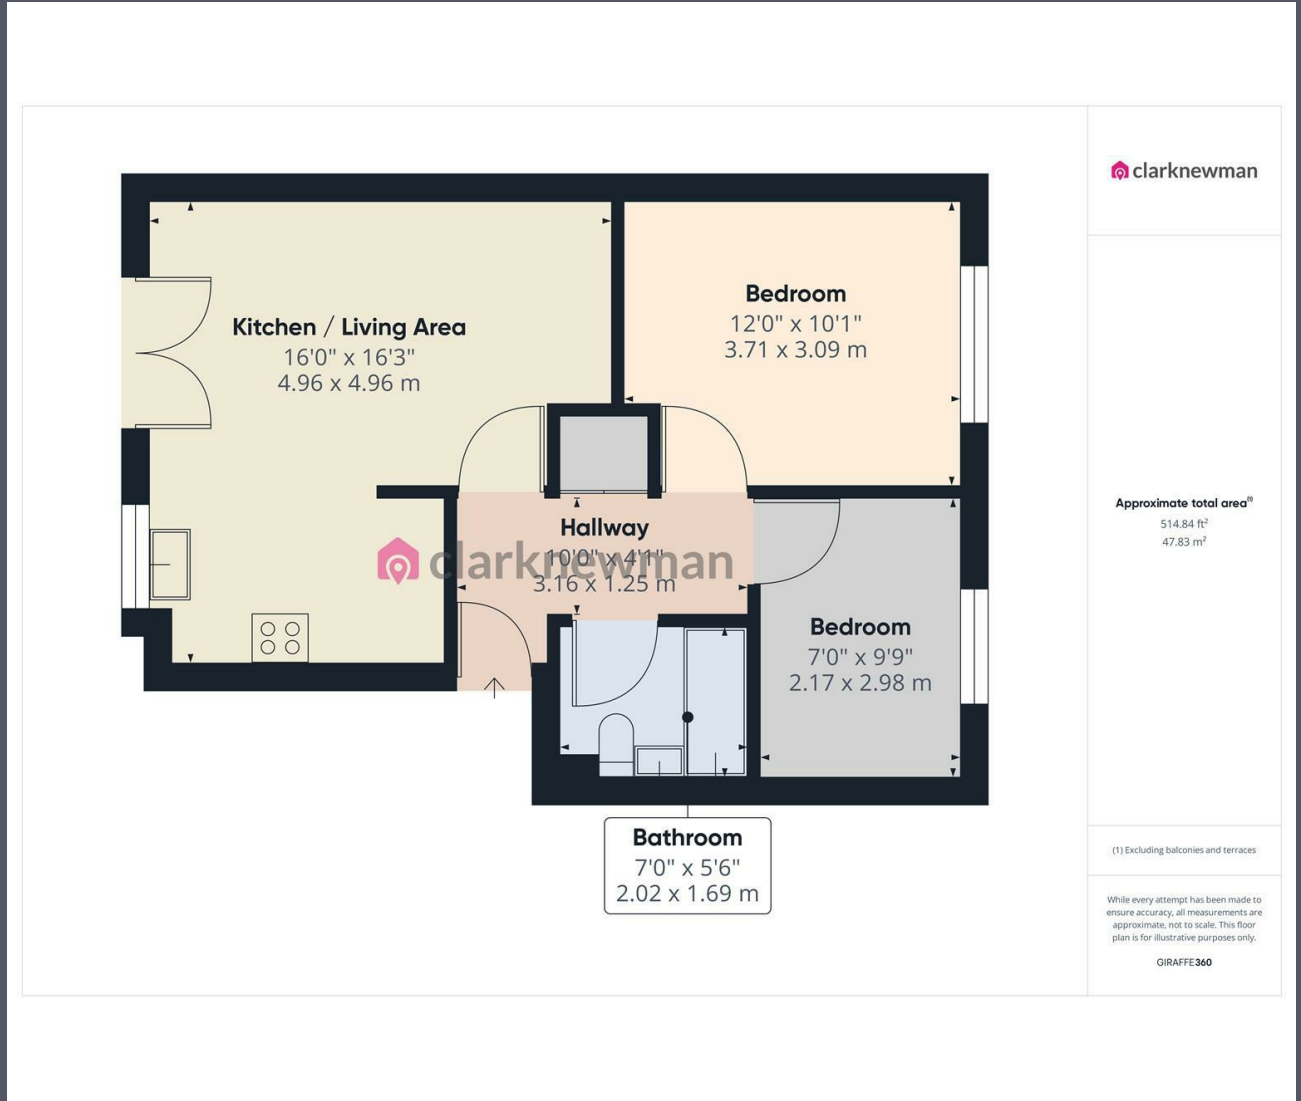 clarknewman
Kitchen / Living Area
16'0" x 16'3"
4.96 x 4.96 m
Bedroom
12'0" x 10'1"
3.71 x 3.09 m
Hallway
10'0" x 4'1"
3.16 x 1.25 m
clarknewman
Bedroom
7'0" x 9'9"
2.17 x 2.98 m
Bathroom
7'0" x 5'6"
2.02 x 1.69 m
Approximate total area(1)
514.84 ft²
47.83 m²
(1) Excluding balconies and terraces
While every attempt has been made to
ensure accuracy, all measurements are
approximate, not to scale. This floor
plan is for illustrative purposes only.
GIRAFFE360